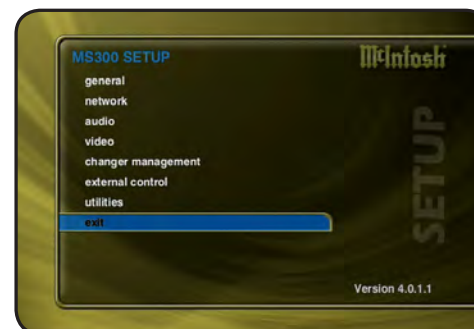 MS300 SETUP
McIntosh
general
network
audio
video
changer management
external control
utilities
exit
SETUP
Version 4.0.1.1